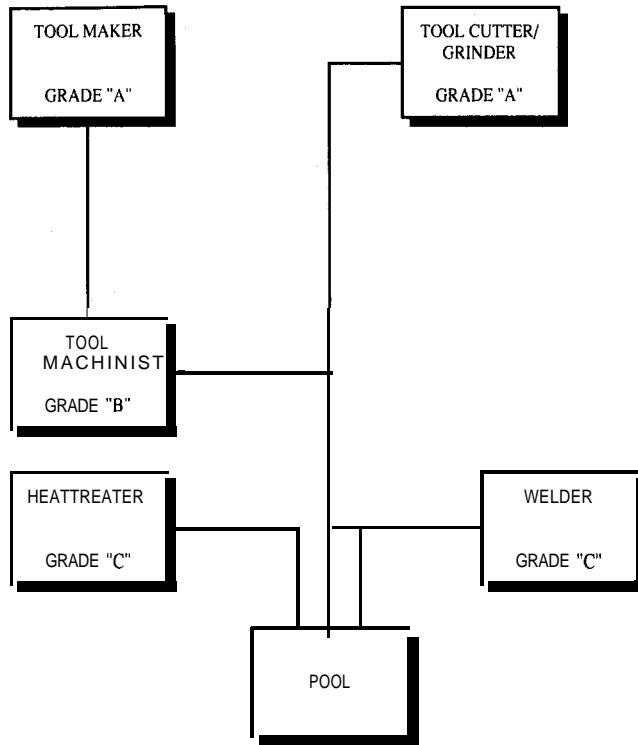 TOOL MAKER
GRADE "A"
TOOL CUTTER/
GRINDER
GRADE "A"
TOOL
MACHINIST
GRADE "B"
HEATTREATER
GRADE "C"
WELDER
GRADE "C"
POOL